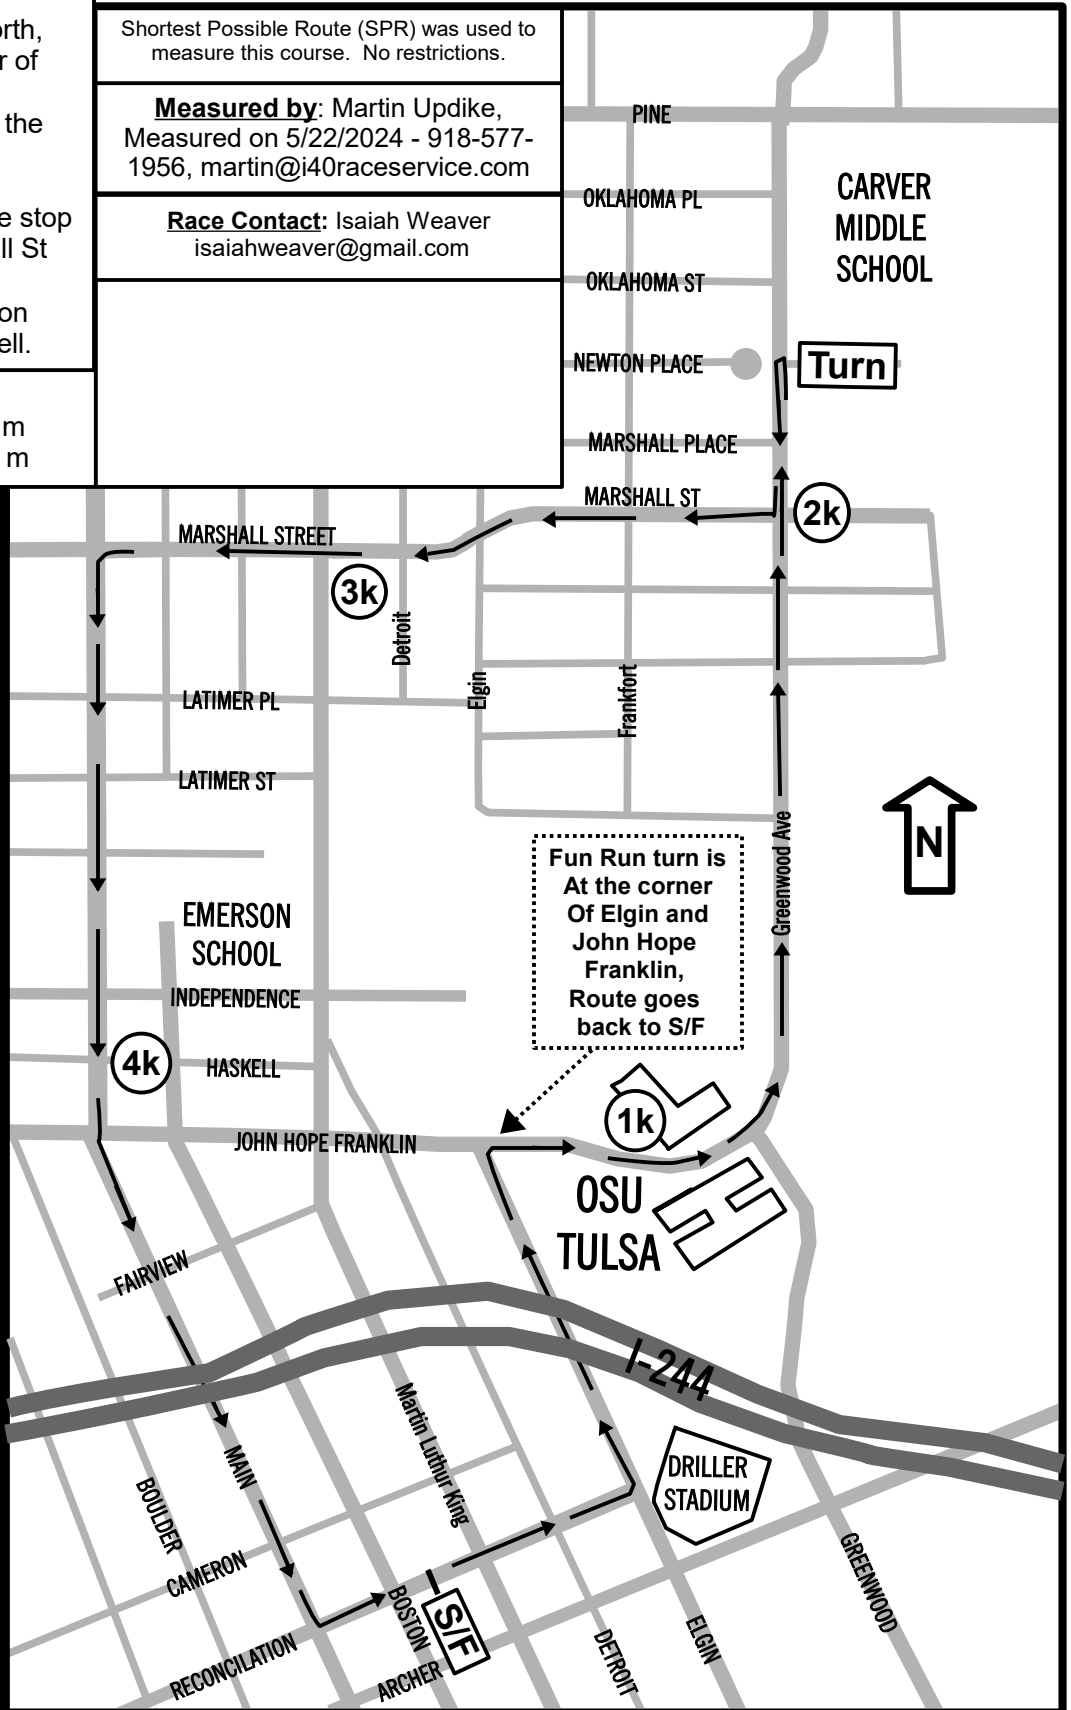 orth,
r of
the
e stop
ll St
on
ell.
m
m
Shortest Possible Route (SPR) was used to
measure this course. No restrictions.
Measured by: Martin Updike,
Measured on 5/22/2024 - 918-577-
1956, martin@i40raceservice.com
Race Contact: Isaiah Weaver
isaiahweaver@gmail.com
PINE
OKLAHOMA PL
CARVER
MIDDLE
SCHOOL
OKLAHOMA ST
NEWTON PLACE
Turn
MARSHALL PLACE
MARSHALL ST
2k
MARSHALL STREET
3k
Detroit
Elgin
Frankfort
LATIMER PL
LATIMER ST
N
Greenwood Ave
Fun Run turn is
At the corner
Of Elgin and
John Hope
Franklin,
Route goes
back to S/F
EMERSON
SCHOOL
INDEPENDENCE
4k
HASKELL
1k
JOHN HOPE FRANKLIN
OSU
TULSA
FAIRVIEW
I-244
Martin Luthur King
MAIN
BOULDER
DRILLER
STADIUM
CAMERON
GREENWOOD
BOSTON
S/F
RECONCILATION
ARCHER
DETROIT
ELGIN